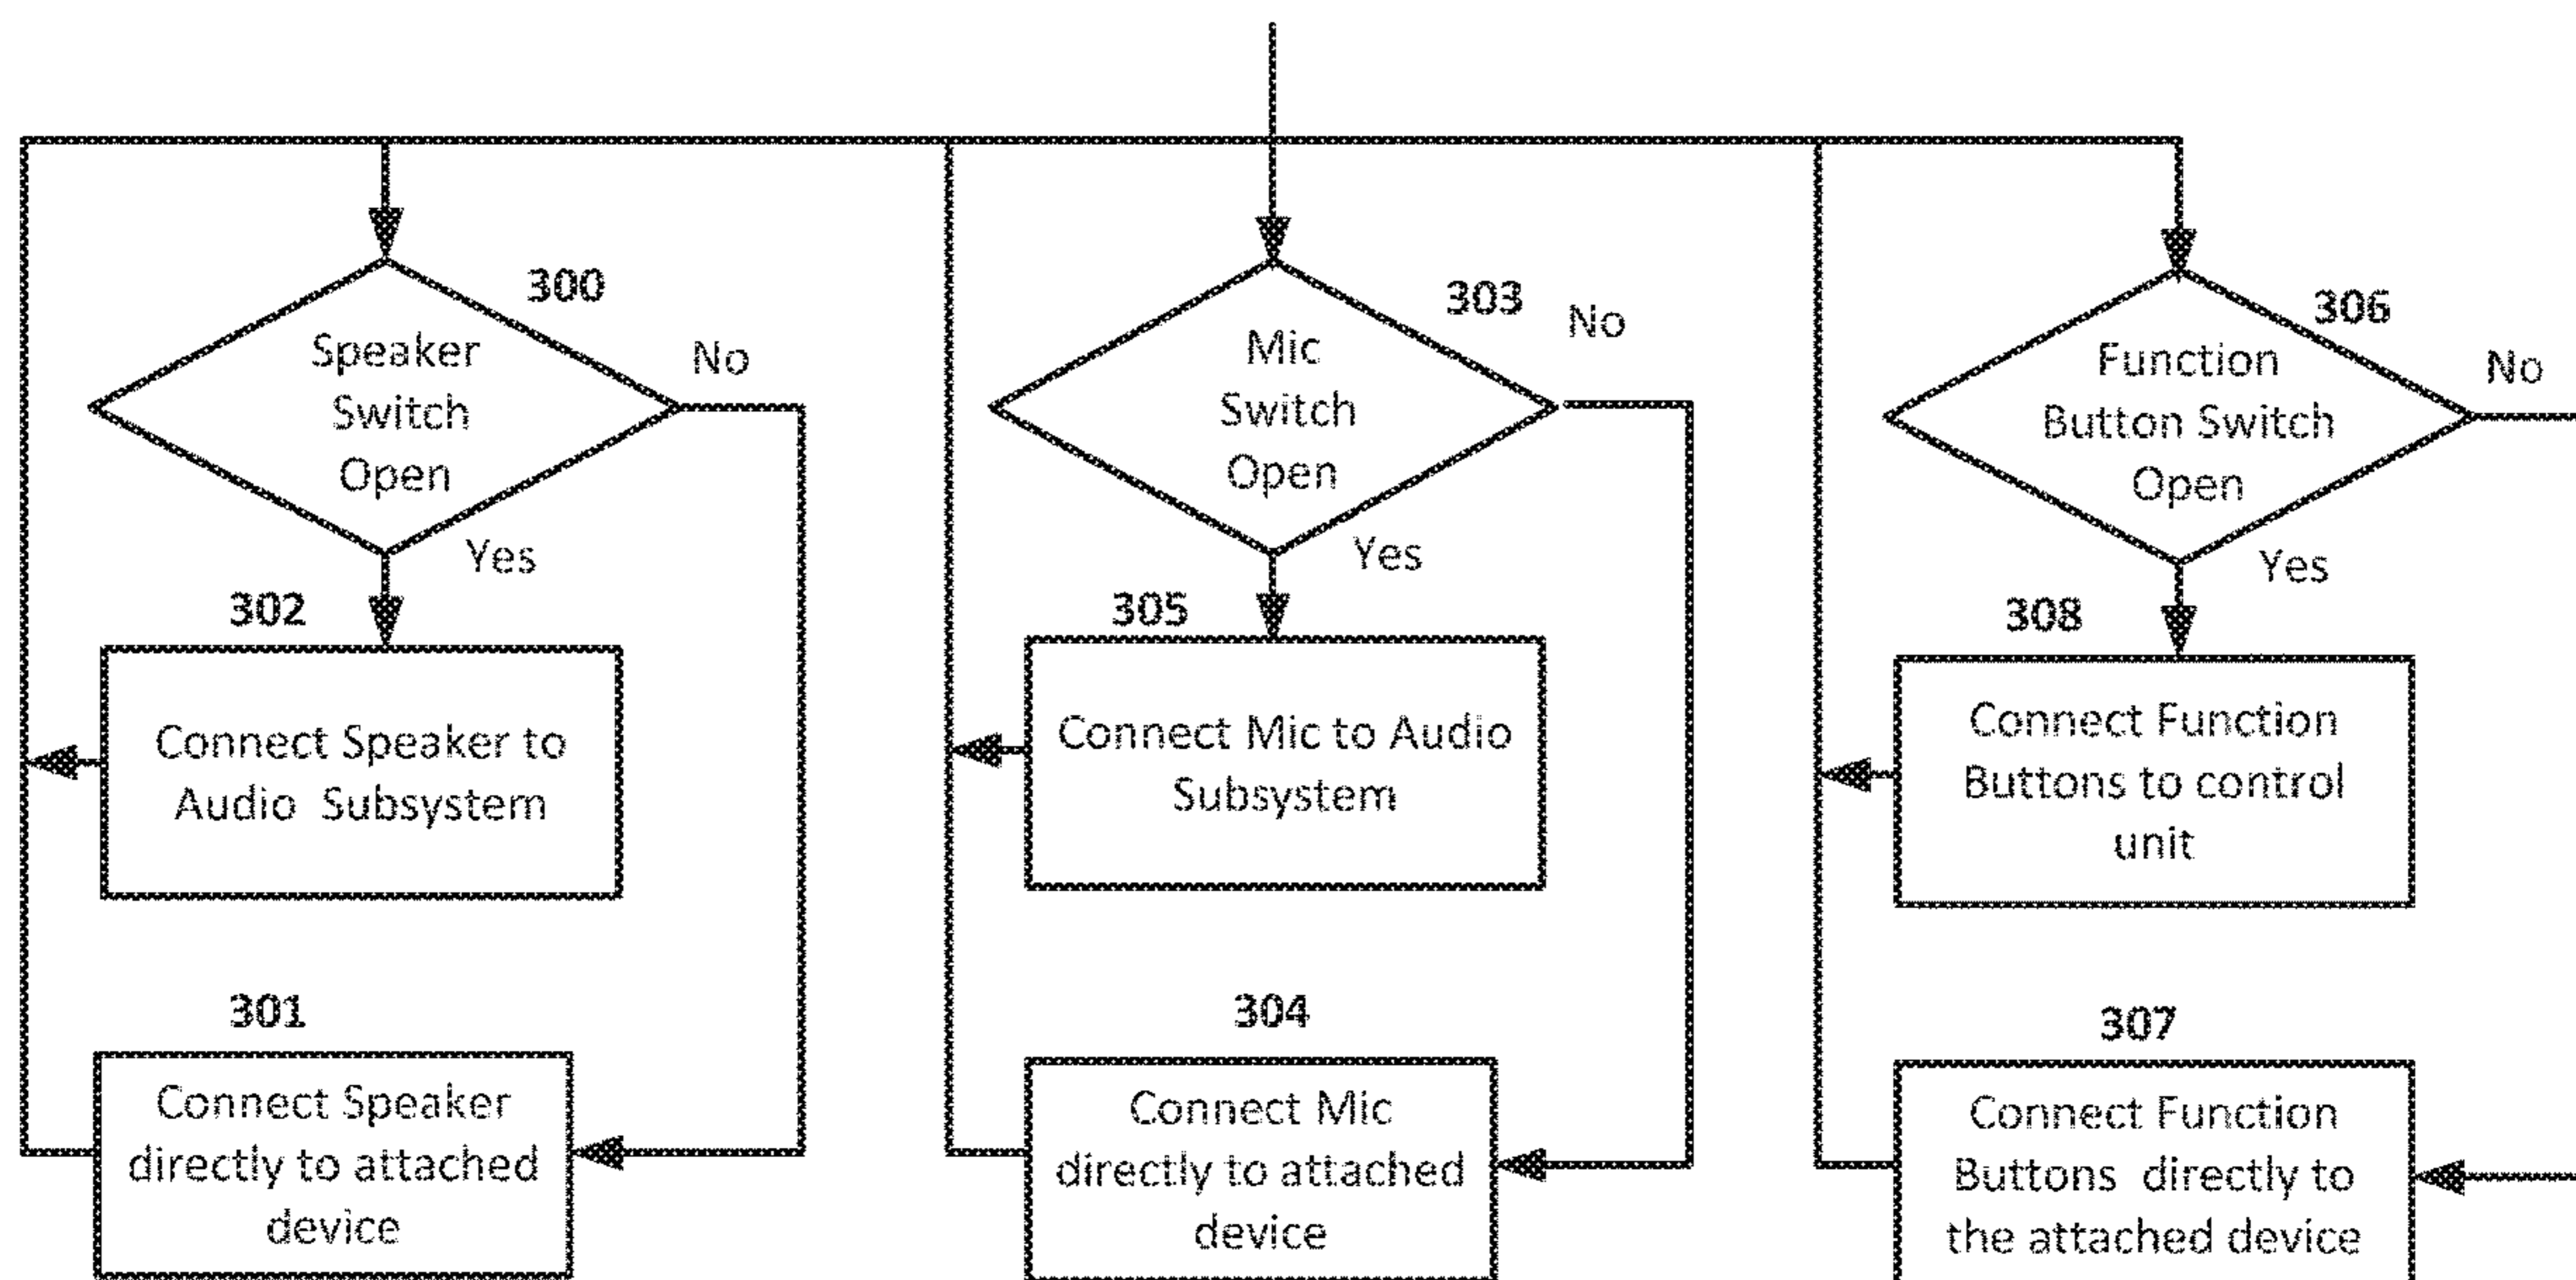 300
Speaker
Switch
Open
No
Yes
302
Connect Speaker to
Audio Subsystem
301
Connect Speaker
directly to attached
device
303
No
Mic
Switch
Open
Yes
305
Connect Mic to Audio
Subsystem
304
Connect Mic
directly to attached
device
306
No
Function
Button Switch
Open
Yes
308
Connect Function
Buttons to control
unit
307
Connect Function
Buttons directly to
the attached device